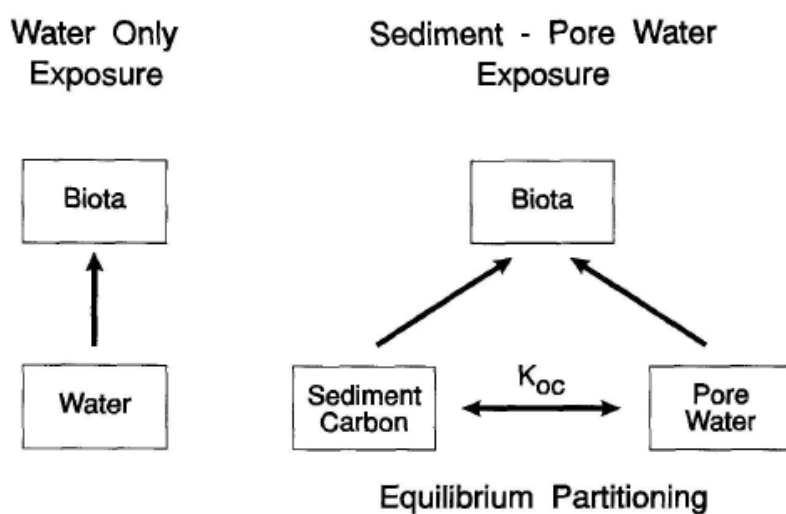 Water Only
Exposure
Sediment - Pore Water
Exposure
Biota
Biota
Water
Sediment
Carbon
KOC
Pore
Water
Equilibrium Partitioning